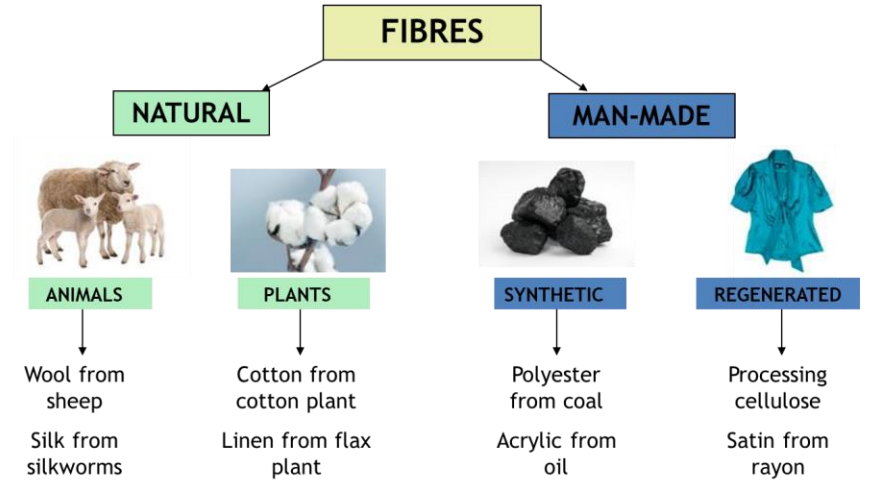 FIBRES
NATURAL
MAN-MADE
ANIMALS
PLANTS
SYNTHETIC
REGENERATED
Wool from
sheep
Silk from
silkworms
Cotton from
cotton plant
Linen from flax
plant
Polyester
from coal
Acrylic from
oil
Processing
cellulose
Satin from
rayon